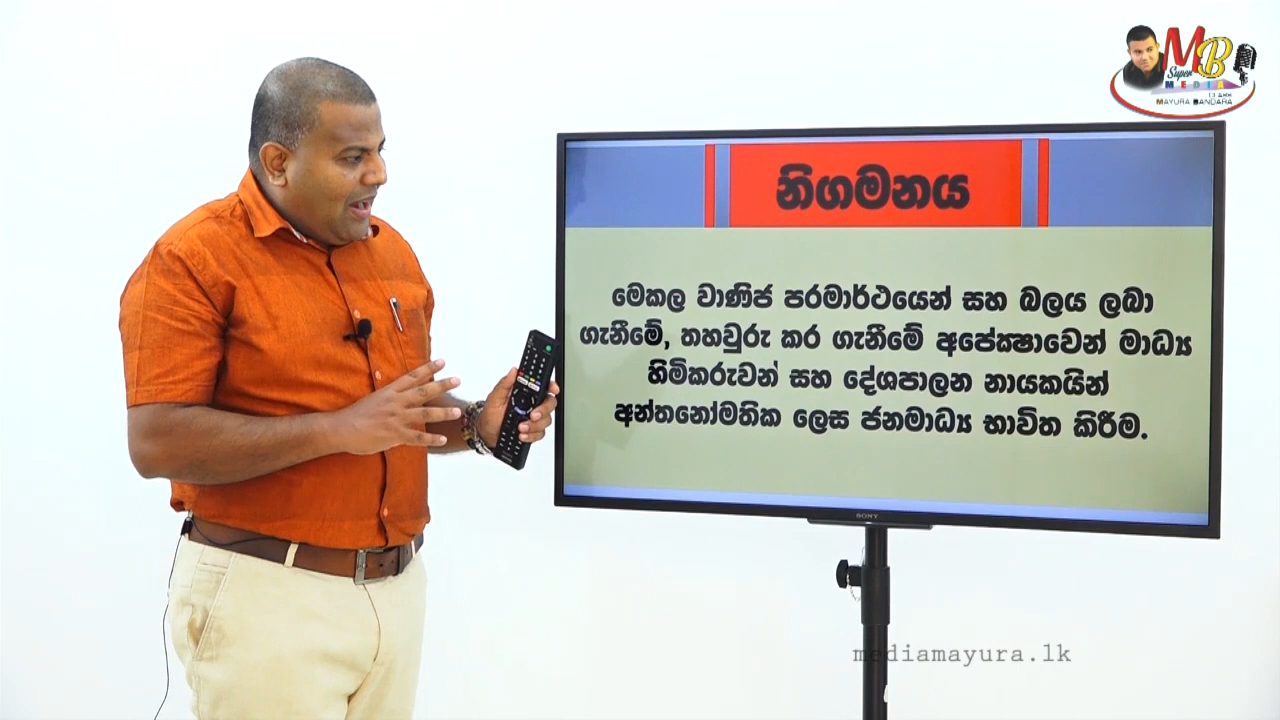 MB
Super
MEDIA
CLASS
MAYURA BANDARA
නිගමනය
මෙකල වාණිජ පරමාර්ථයෙන් සහ බලය ලබා
ගැනීමේ, තහවුරු කර ගැනීමේ අපේක්‍ෂාවෙන් මාධ්‍ය
හිමිකරුවන් සහ දේශපාලන නායකයින්
අන්තනෝමතික ලෙස ජනමාධ්‍ය භාවිත කිරීම.
SONY
mediamayura.lk